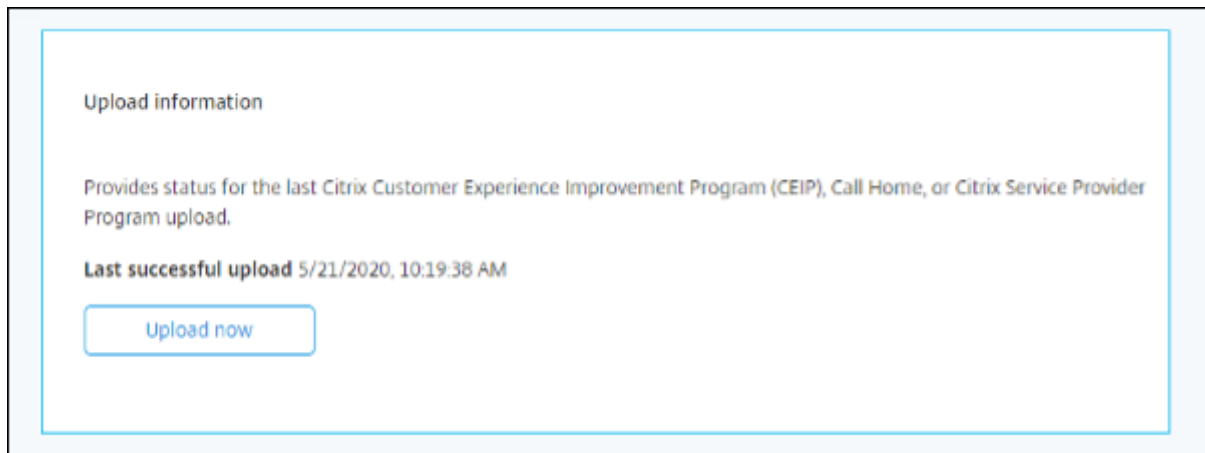 Upload information
Provides status for the last Citrix Customer Experience Improvement Program (CEIP), Call Home, or Citrix Service Provider
Program upload.
Last successful upload 5/21/2020, 10:19:38 AM
Upload now